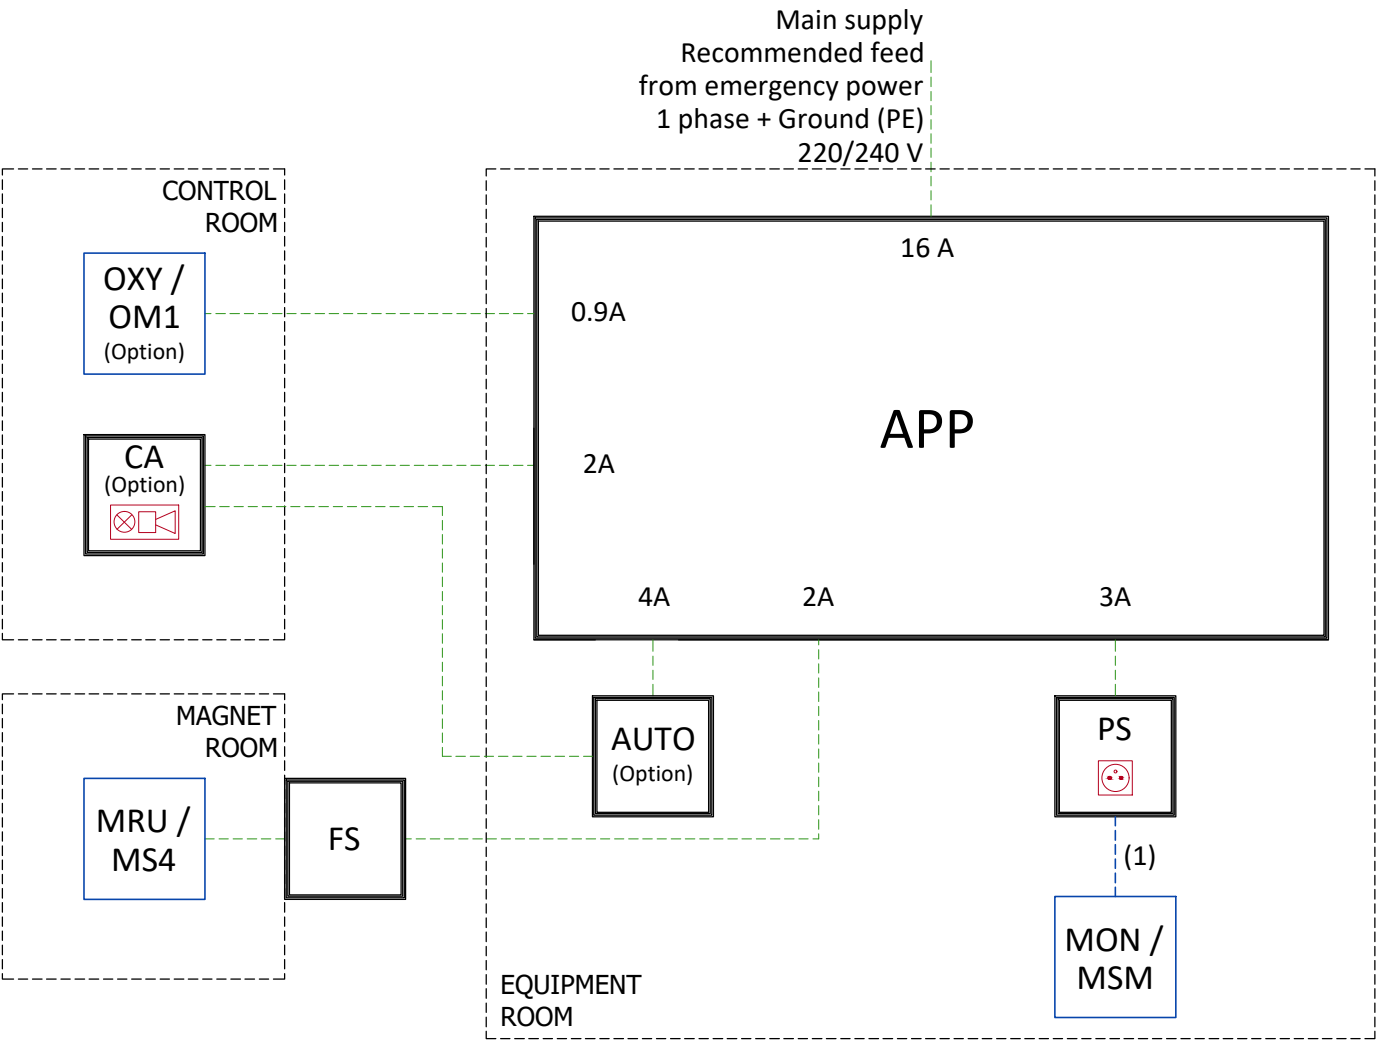 Main supply
Recommended feed
from emergency power
1 phase + Ground (PE)
220/240 V
CONTROL
ROOM
OXY /
OM1
(Option)
CA
(Option)
16 A
0.9A
2A
APP
4A
2A
3A
MAGNET
ROOM
MRU /
MS4
FS
AUTO
(Option)
PS
(1)
MON /
MSM
EQUIPMENT
ROOM